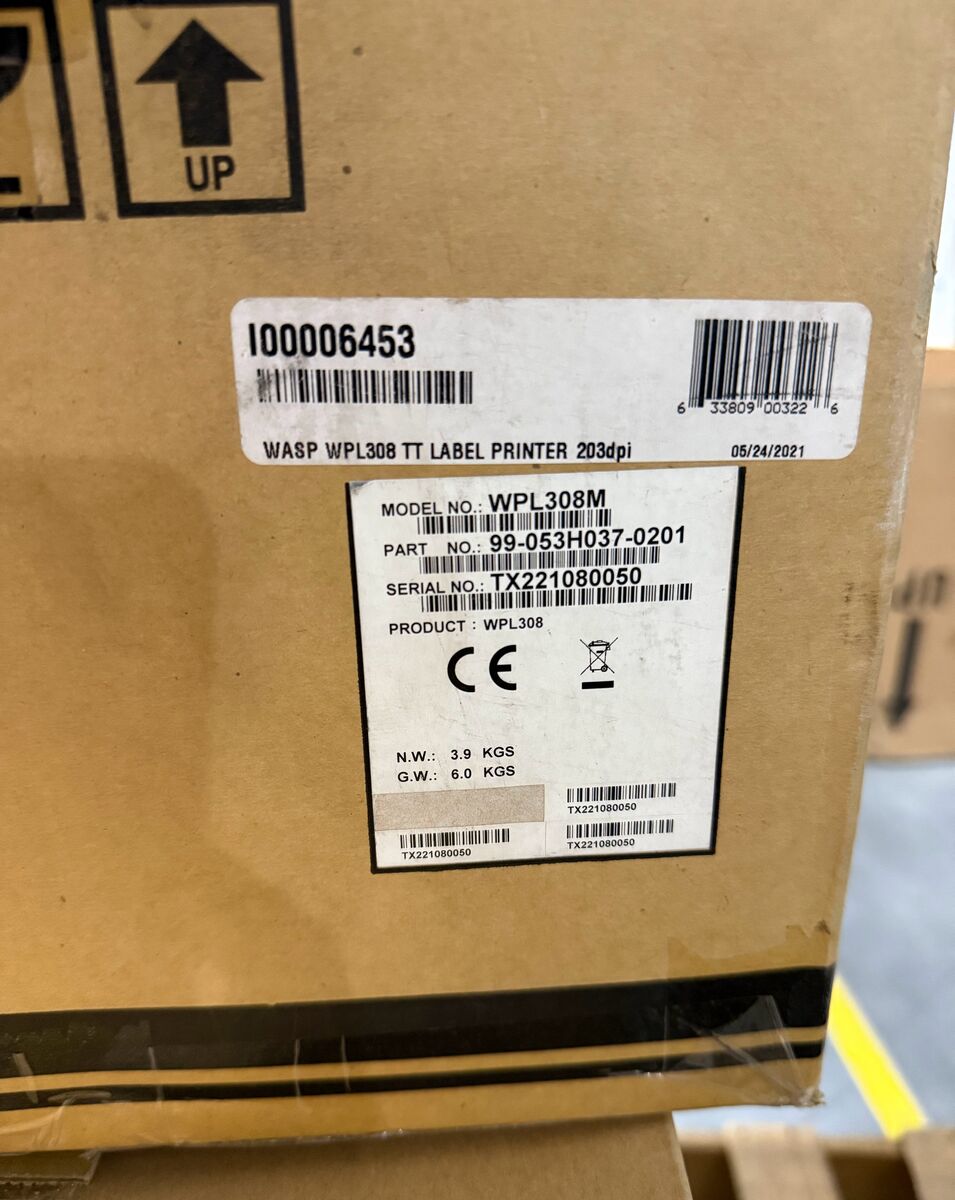 UP
I00006453
6 33809 00322 6
WASP WPL308 TT LABEL PRINTER 203dpi
05/24/2021
MODEL NO.: WPL308M
PART NO.: 99-053H037-0201
SERIAL NO.: TX221080050
PRODUCT : WPL308
CE
N.W.: 3.9 KGS
G.W.: 6.0 KGS
TX221080050
TX221080050
TX221080050
UP